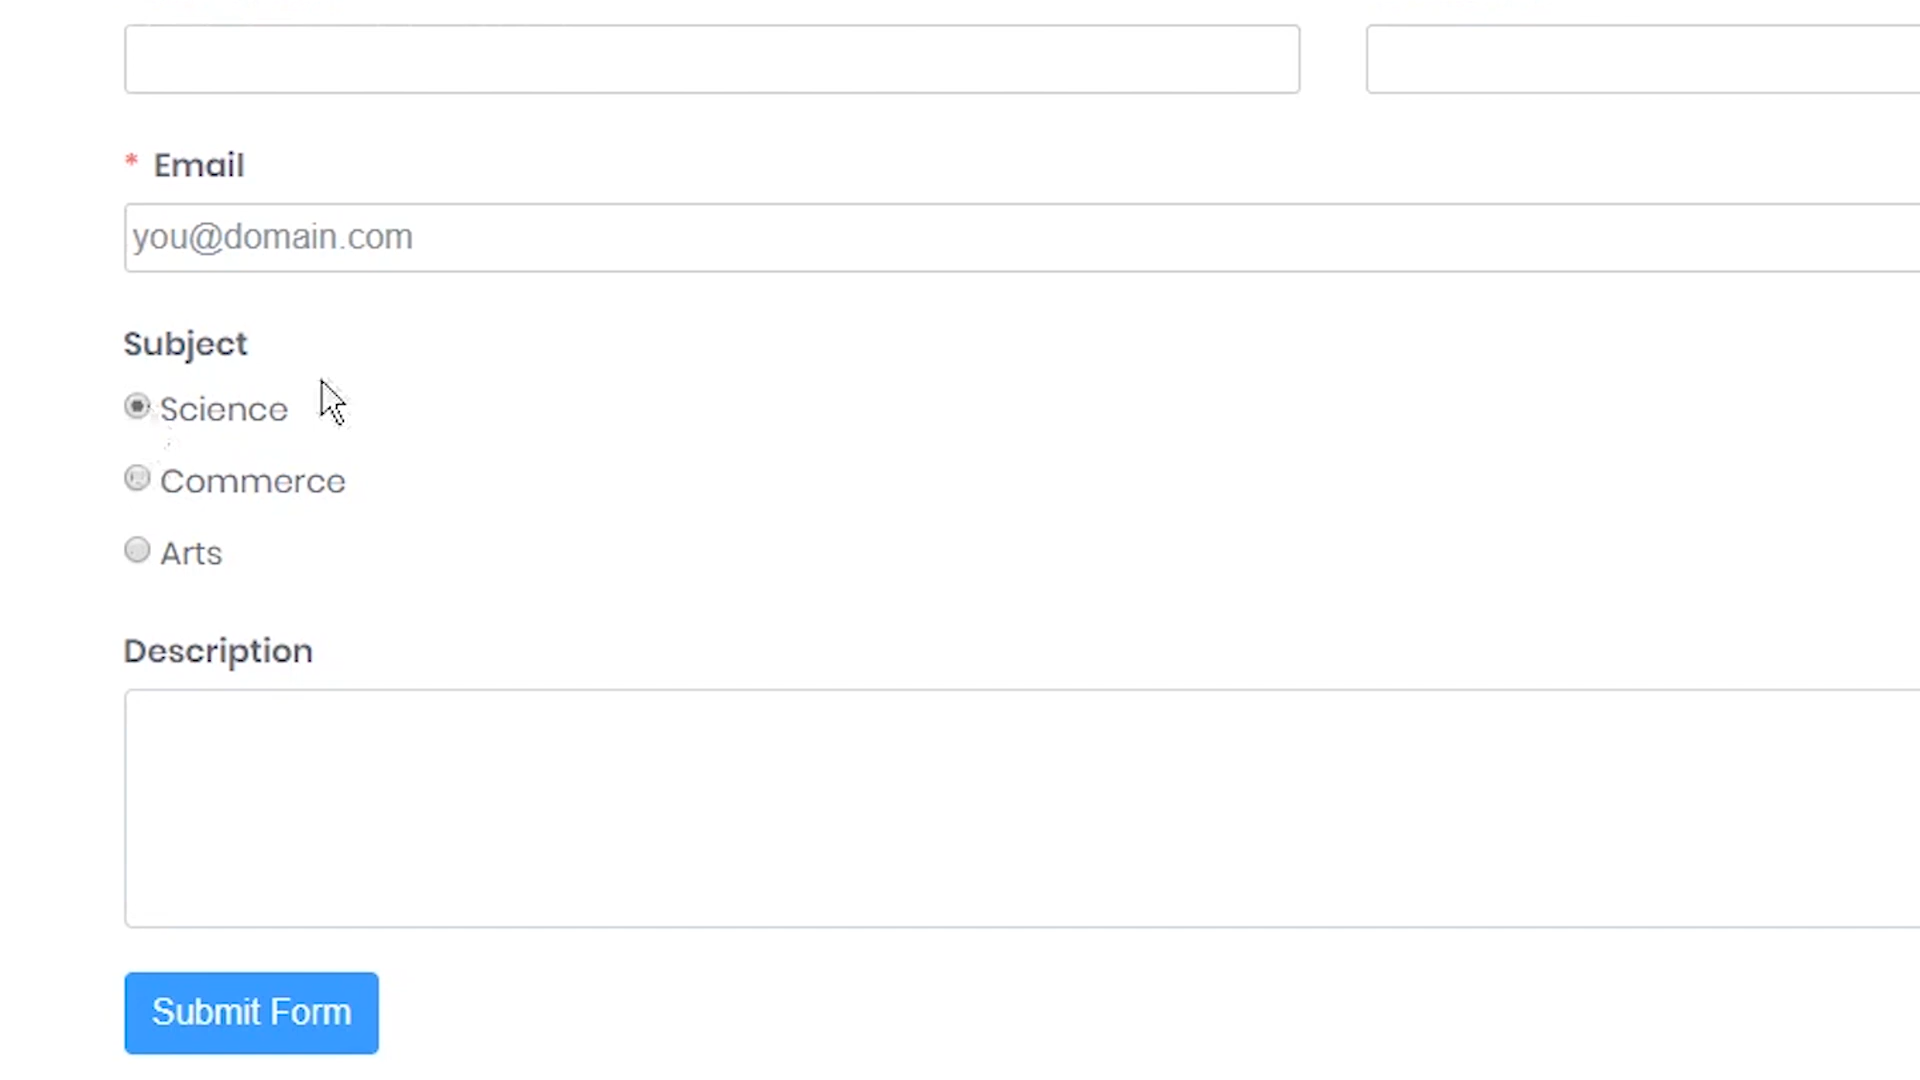 * Email
you@domain.com
Subject
Science
Commerce
Arts
Description
Submit Form